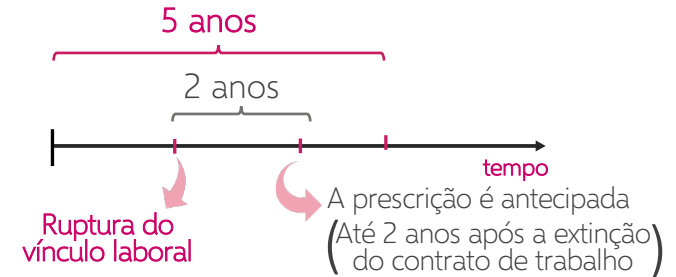 5 anos
2 anos
tempo
Ruptura do
vínculo laboral
A prescrição é antecipada
(Até 2 anos após a extinção
do contrato de trabalho)